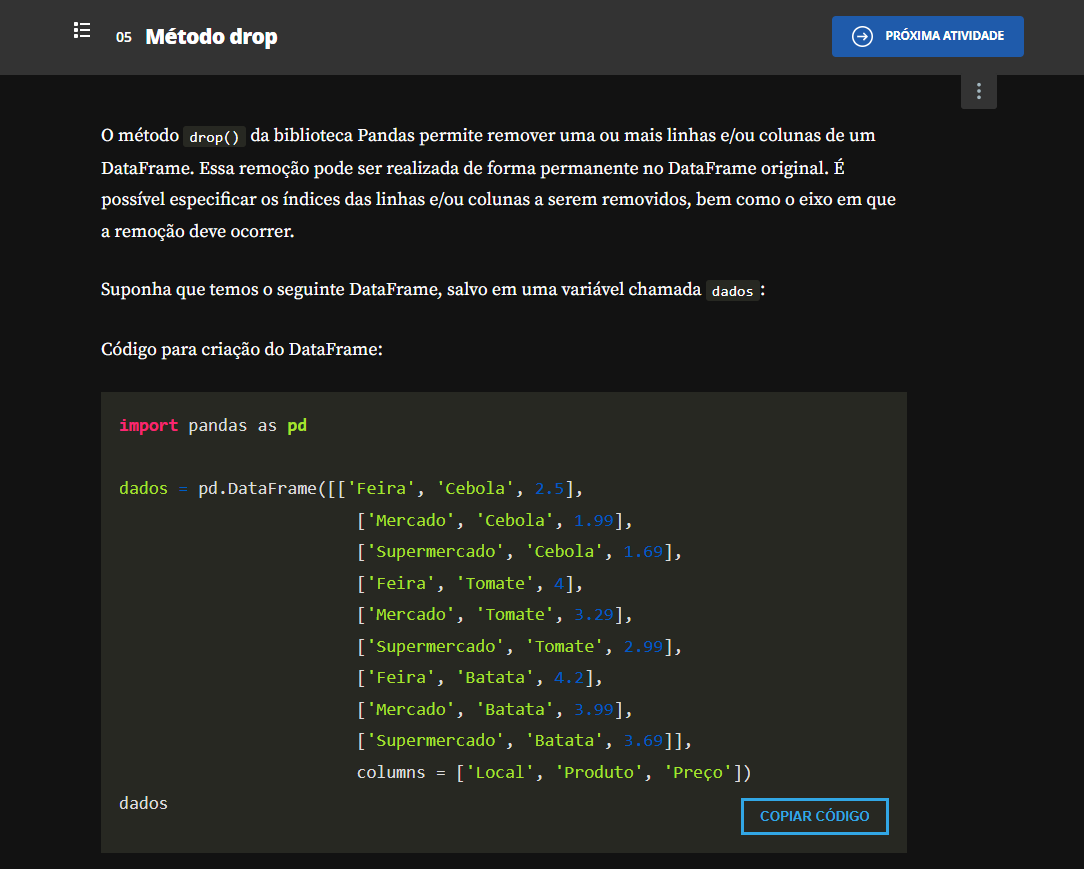 05 Método drop
PRÓXIMA ATIVIDADE
O método drop() da biblioteca Pandas permite remover uma ou mais linhas e/ou colunas de um
DataFrame. Essa remoção pode ser realizada de forma permanente no DataFrame original. É
possível especificar os índices das linhas e/ou colunas a serem removidos, bem como o eixo em que
a remoção deve ocorrer.
Suponha que temos o seguinte DataFrame, salvo em uma variável chamada dados :
Código para criação do DataFrame:
import pandas as pd
dados = pd.DataFrame([['Feira', 'Cebola', 2.5],
['Mercado', 'Cebola', 1.99],
['Supermercado', 'Cebola', 1.69],
['Feira', 'Tomate', 4],
['Mercado', 'Tomate', 3.29],
['Supermercado', 'Tomate', 2.99],
['Feira', 'Batata', 4.2],
['Mercado', 'Batata', 3.99],
['Supermercado', 'Batata', 3.69]],
columns = ['Local', 'Produto', 'Preço'])
dados
COPIAR CÓDIGO